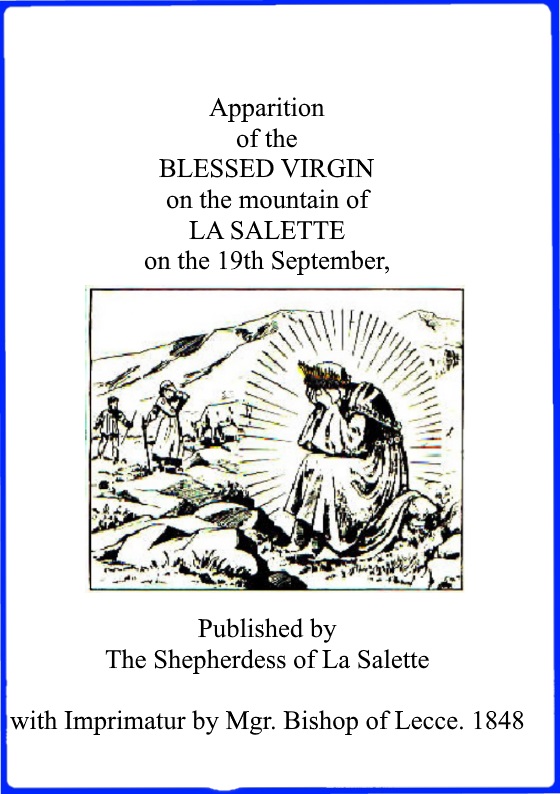 Apparition
of the
BLESSED VIRGIN
on the mountain of
LA SALETTE
on the 19th September,
Published by
The Shepherdess of La Salette
with Imprimatur by Mgr. Bishop of Lecce. 1848